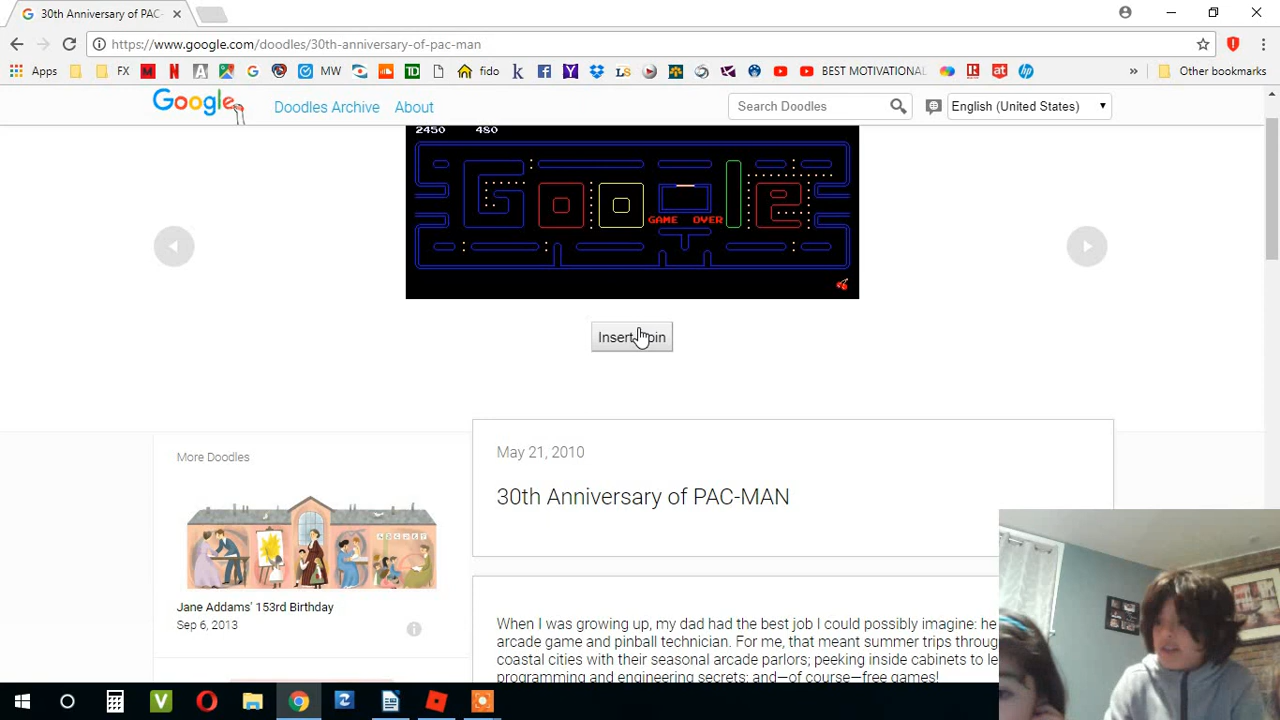 30th Anniversary of PAC-
https://www.google.com/doodles/30th-anniversary-of-pac-man
Apps FX MW fido BEST MOTIVATIONAL » Other bookmarks
Google Doodles Archive About Search Doodles English (United States)
2450 480
GAME OVER
Insert Coin
More Doodles
May 21, 2010
30th Anniversary of PAC-MAN
Jane Addams' 153rd Birthday
Sep 6, 2013
When I was growing up, my dad had the best job I could possibly imagine: he
arcade game and pinball technician. For me, that meant summer trips throug
coastal cities with their seasonal arcade parlors; peeking inside cabinets to le
programming and engineering secrets; and—of course—free games!